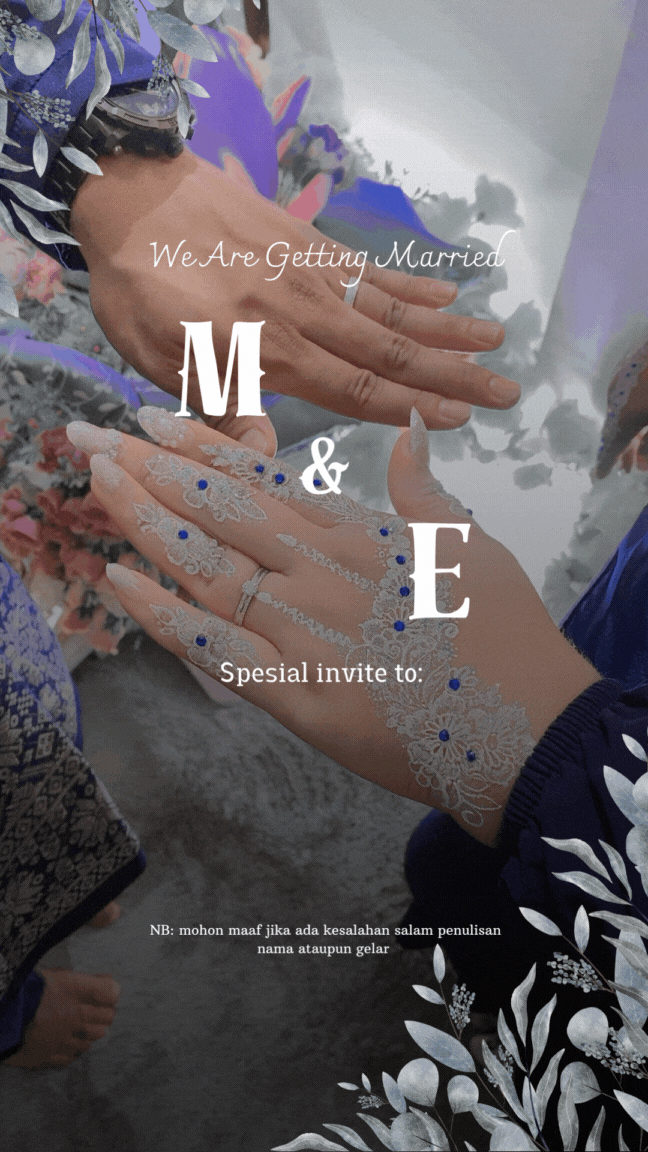 We Are Getting Married
M
&
E
Spesial invite to:
NB: mohon maaf jika ada kesalahan salam penulisan
nama ataupun gelar